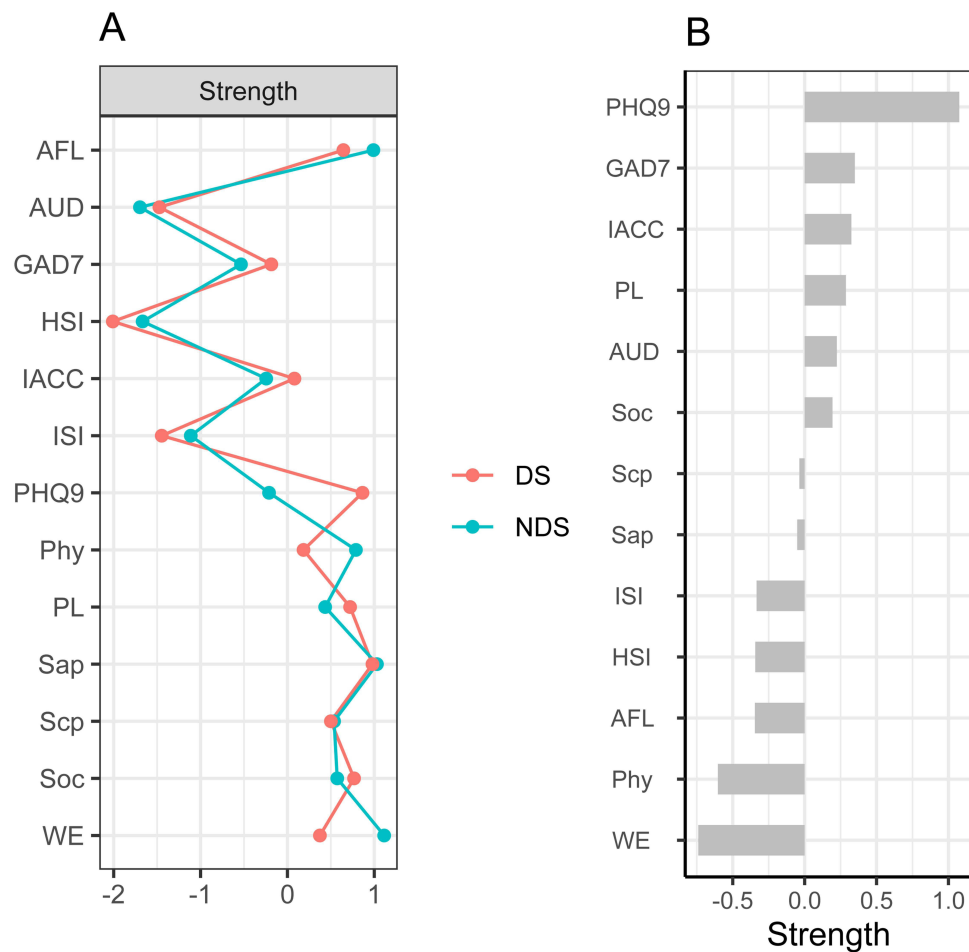 A
Strength
AFL
AUD
GAD7
HSI
IACC
ISI
PHQ9
Phy
PL
Sap
Scp
Soc
WE
-2 -1 0 1
DS
NDS
B
PHQ9
GAD7
IACC
PL
AUD
Soc
Scp
Sap
ISI
HSI
AFL
Phy
WE
-0.5 0.0 0.5 1.0
Strength